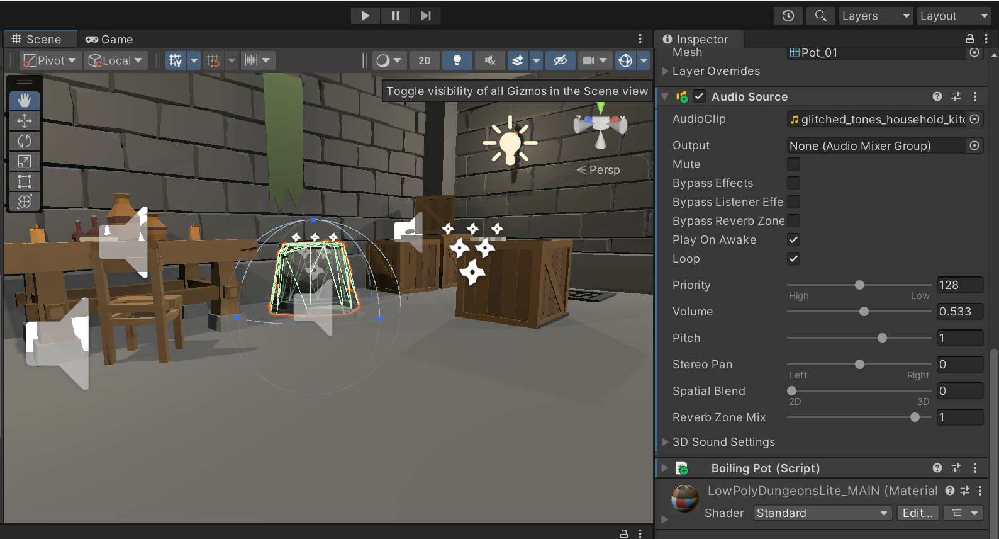 Layers
Layout
Scene
Game
Inspector
Pivot
Local
2D
Mesh
Pot_01
Layer Overrides
Toggle visibility of all Gizmos in the Scene view
Z
X
Persp
Audio Source
AudioClip
glitched_tones_household_kitc
Output
None (Audio Mixer Group)
Mute
Bypass Effects
Bypass Listener Effe
Bypass Reverb Zone
Play On Awake
Loop
Priority
128
High
Low
Volume
0.533
Pitch
1
Stereo Pan
0
Left
Right
Spatial Blend
0
2D
3D
Reverb Zone Mix
1
3D Sound Settings
Boiling Pot (Script)
LowPolyDungeonsLite_MAIN (Material
Shader
Standard
Edit...